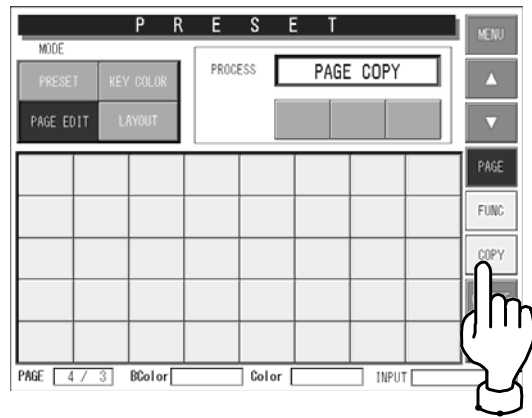 PRESET
MENU
MODE
PRESET KEY COLOR
PROCESS PAGE COPY
PAGE EDIT LAYOUT
PAGE
FUNC
COPY
PAGE 4 / 3 BColor Color INPUT